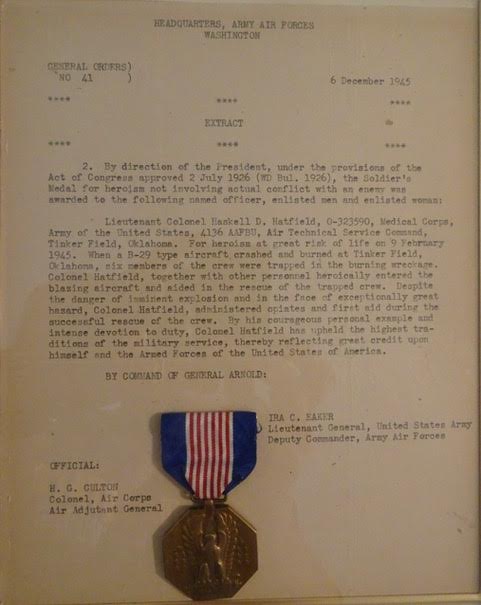 HEADQUARTERS, ARMY AIR FORCES
WASHINGTON
GENERAL ORDERS)
NO 41 )
6 December 1945
**** **** ****
EXTRACT
**** **** ****
2. By direction of the President, under the provisions of the
Act of Congress approved 2 July 1926 (WD Bul. 1926), the Soldier's
Medal for heroism not involving actual conflict with an enemy was
awarded to the following named officer, enlisted men and enlisted woman:
Lieutenant Colonel Haskell D. Hatfield, O-323590, Medical Corps,
Army of the United States, 4136 AAFBU, Air Technical Service Command,
Tinker Field, Oklahoma. For heroism at great risk of life on 9 February
1945. When a B-29 type aircraft crashed and burned at Tinker Field,
Oklahoma, six members of the crew were trapped in the burning wreckage.
Colonel Hatfield, together with other personnel heroically entered the
blazing aircraft and aided in the rescue of the trapped crew. Despite
the danger of imminent explosion and in the face of exceptionally great
hazard, Colonel Hatfield, administered opiates and first aid during the
successful rescue of the crew. By his courageous personal example and
intense devotion to duty, Colonel Hatfield has upheld the highest tra-
ditions of the military service, thereby reflecting great credit upon
himself and the Armed Forces of the United States of America.
BY COMMAND OF GENERAL ARNOLD:
IRA C. EAKER
Lieutenant General, United States Army
Deputy Commander, Army Air Forces
OFFICIAL:
H. G. CULTON
Colonel, Air Corps
Air Adjutant General